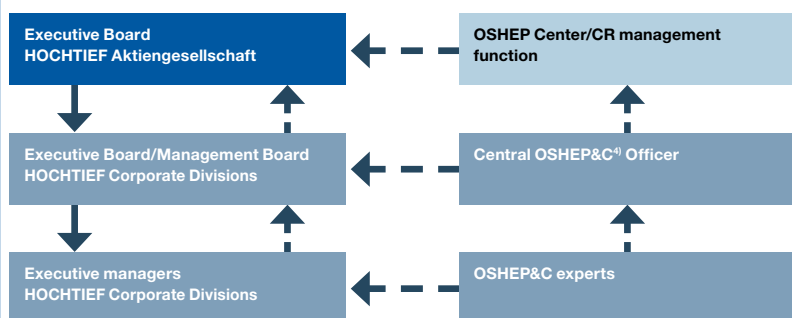 Executive Board
HOCHTIEF Aktiengesellschaft
OSHEP Center/CR management
function
Executive Board/Management Board
HOCHTIEF Corporate Divisions
Central OSHEP&C⁴⁾ Officer
Executive managers
HOCHTIEF Corporate Divisions
OSHEP&C experts